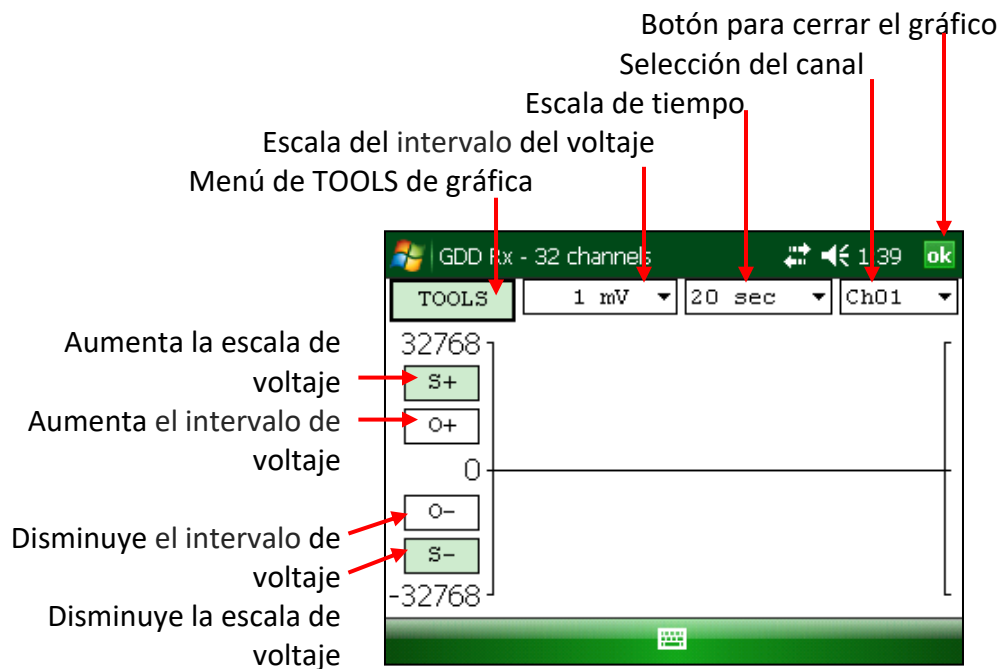 Botón para cerrar el gráfico
Selección del canal
Escala de tiempo
Escala del intervalo del voltaje
Menú de TOOLS de gráfica
GDD Rx - 32 channels 1:39 ok
TOOLS 1 mV 20 sec Ch01
Aumenta la escala de
voltaje
Aumenta el intervalo de
voltaje
Disminuye el intervalo de
voltaje
Disminuye la escala de
voltaje
32768
S+
O+
0
O-
S-
-32768